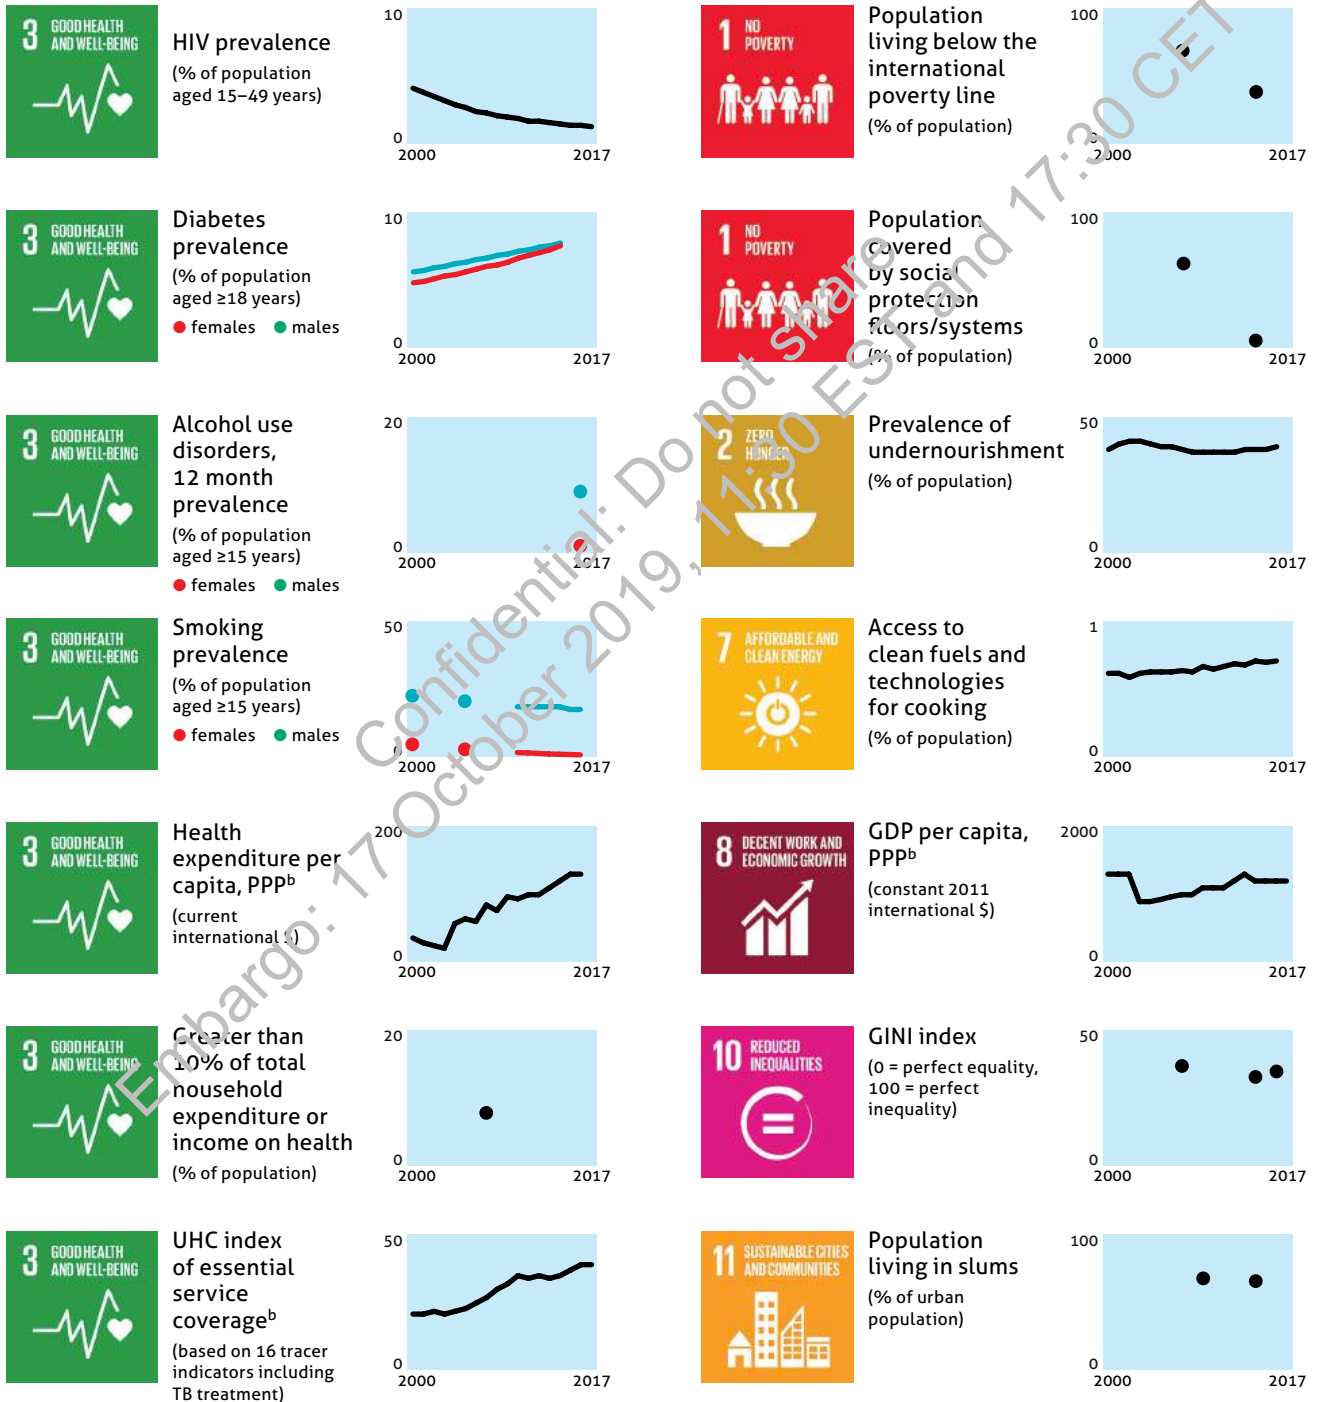 3 GOOD HEALTH
AND WELL-BEING
HIV prevalence
(% of population
aged 15–49 years)
10
0
2000 2017
3 GOOD HEALTH
AND WELL-BEING
Diabetes
prevalence
(% of population
aged ≥18 years)
females males
10
0
2000 2017
3 GOOD HEALTH
AND WELL-BEING
Alcohol use
disorders,
12 month
prevalence
(% of population
aged ≥15 years)
females males
20
0
2000 2017
3 GOOD HEALTH
AND WELL-BEING
Smoking
prevalence
(% of population
aged ≥15 years)
females males
50
0
2000 2017
3 GOOD HEALTH
AND WELL-BEING
Health
expenditure per
capita, PPPᵇ
(current
international $)
200
0
2000 2017
3 GOOD HEALTH
AND WELL-BEING
Greater than
10% of total
household
expenditure or
income on health
(% of population)
20
0
2000 2017
3 GOOD HEALTH
AND WELL-BEING
UHC index
of essential
service
coverageᵇ
(based on 16 tracer
indicators including
TB treatment)
50
0
2000 2017
1 NO
POVERTY
Population
living below the
international
poverty line
(% of population)
100
0
2000 2017
1 NO
POVERTY
Population
covered
by social
protection
floors/systems
(% of population)
100
0
2000 2017
2 ZERO
HUNGER
Prevalence of
undernourishment
(% of population)
50
0
2000 2017
7 AFFORDABLE AND
CLEAN ENERGY
Access to
clean fuels and
technologies
for cooking
(% of population)
1
0
2000 2017
8 DECENT WORK AND
ECONOMIC GROWTH
GDP per capita,
PPPᵇ
(constant 2011
international $)
2000
0
2000 2017
10 REDUCED
INEQUALITIES
GINI index
(0 = perfect equality,
100 = perfect
inequality)
50
0
2000 2017
11 SUSTAINABLE CITIES
AND COMMUNITIES
Population
living in slums
(% of urban
population)
100
0
2000 2017
Confidential: Do not share
Embargo: 17 October 2019, 11:30 EST and 17:30 CET